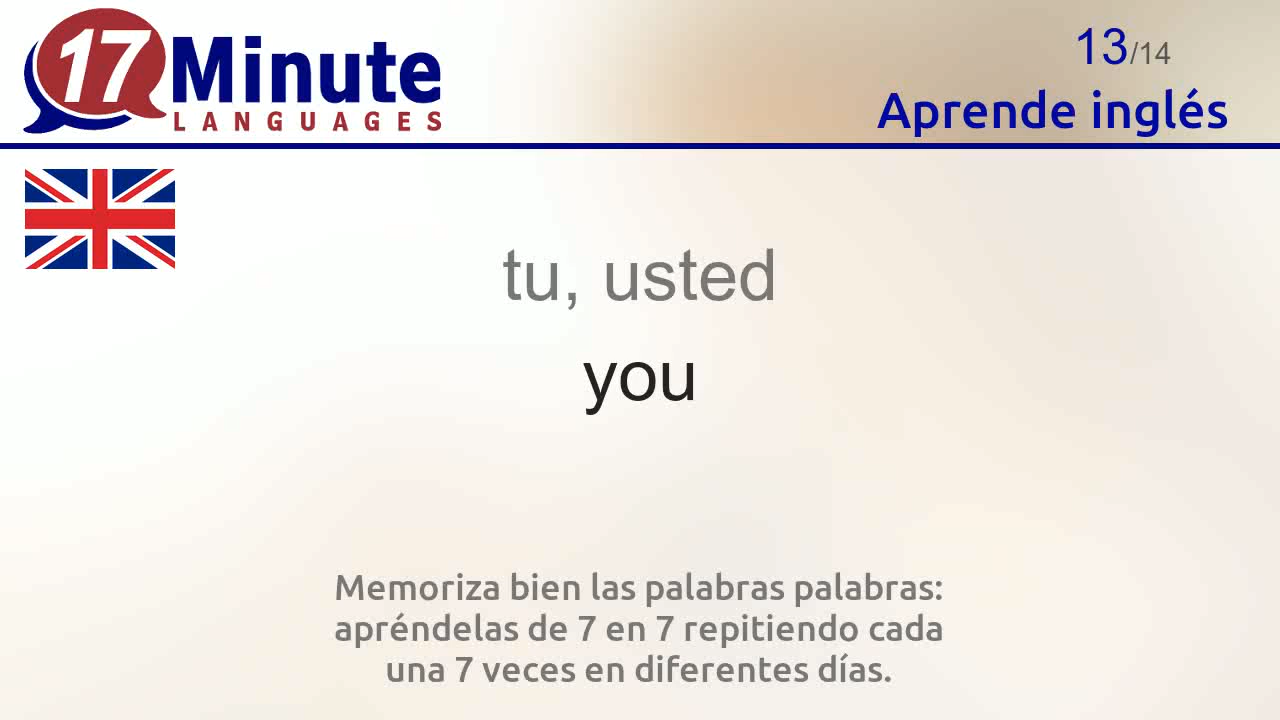 17 Minute
LANGUAGES
13/14
Aprende inglés
tu, usted
you
Memoriza bien las palabras palabras:
apréndelas de 7 en 7 repitiendo cada
una 7 veces en diferentes días.